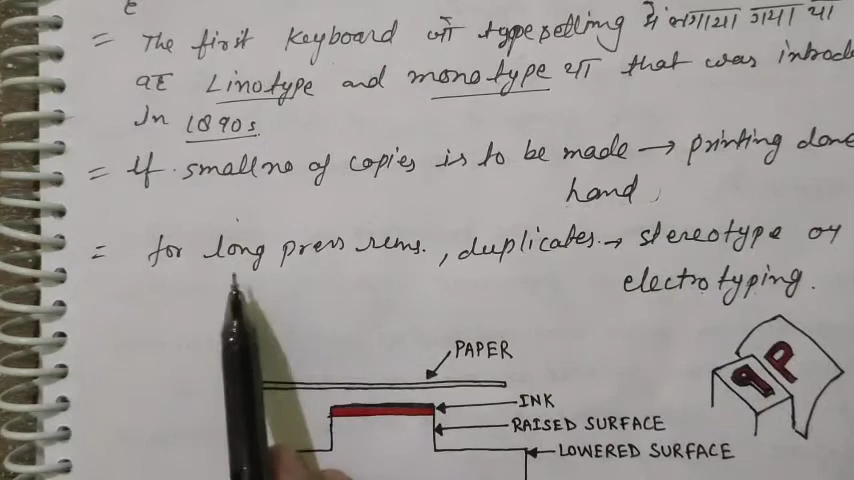 = The first Keyboard जो typesetting में लगाया गया था
वह Linotype and monotype था that was introdu
In 1890s.
= If small no of copies is to be made → printing done
hand,
= for long press runs., duplicates → stereotype or
electrotyping.
PAPER
INK
RAISED SURFACE
LOWERED SURFACE
P P